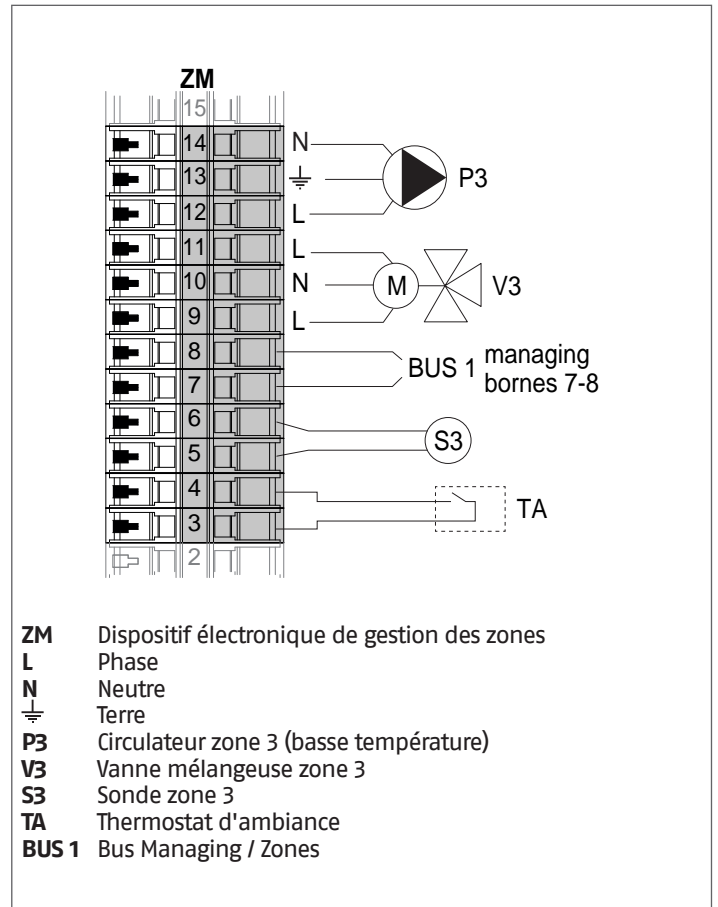 ZM
15
14 N
13 ⏚ P3
12 L
11 L
10 N M V3
9 L
8
BUS 1 managing
7 bornes 7-8
6
S3
5
4
TA
3
2
ZM Dispositif électronique de gestion des zones
L Phase
N Neutre
⏚ Terre
P3 Circulateur zone 3 (basse température)
V3 Vanne mélangeuse zone 3
S3 Sonde zone 3
TA Thermostat d'ambiance
BUS 1 Bus Managing / Zones